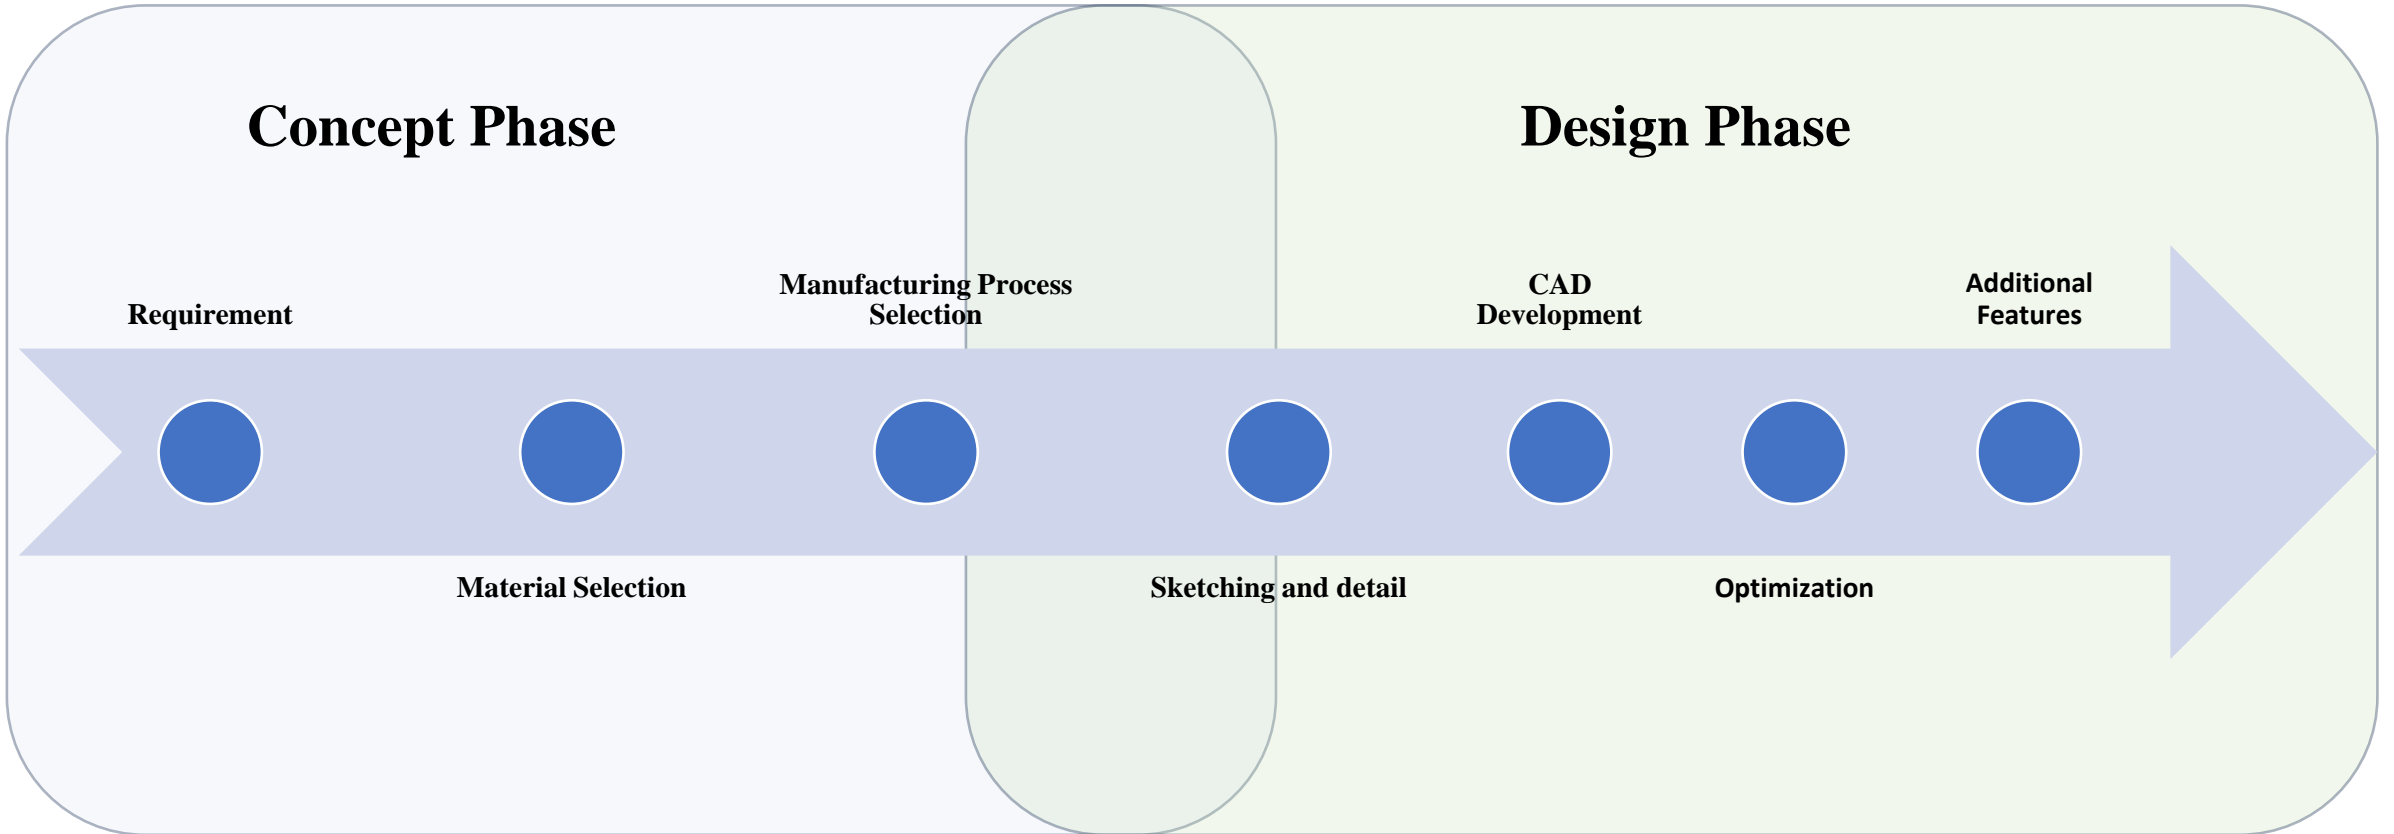 Concept Phase
Design Phase
Requirement
Manufacturing Process
Selection
CAD
Development
Additional
Features
Material Selection
Sketching and detail
Optimization